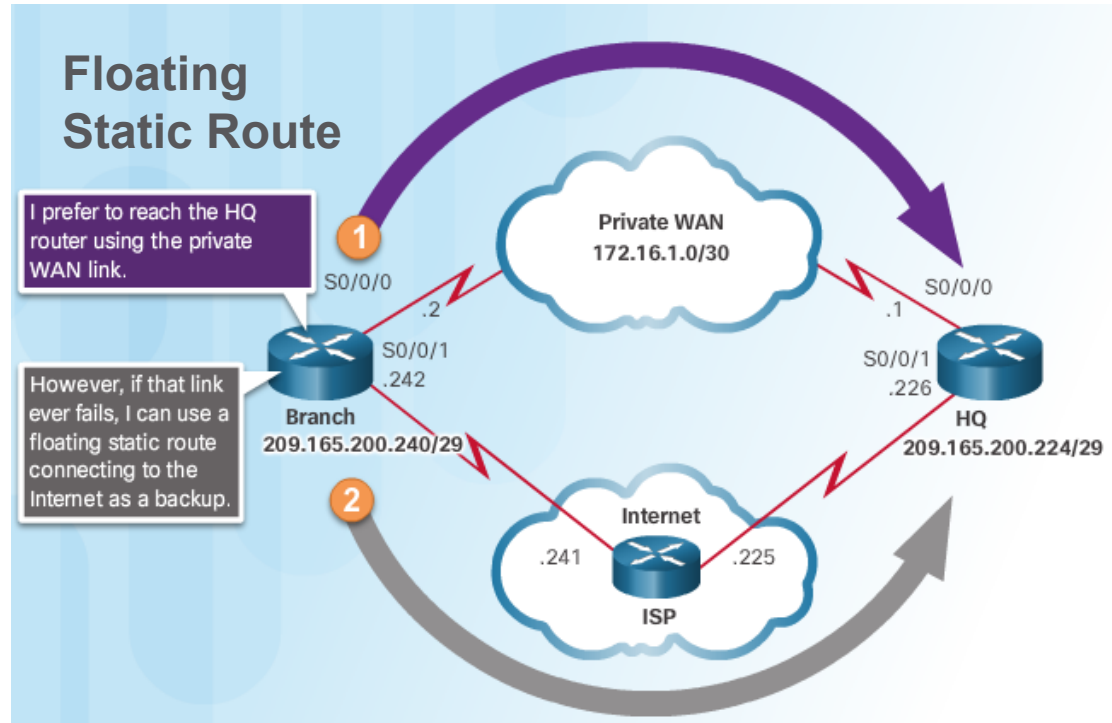 Floating
Static Route
I prefer to reach the HQ
router using the private
WAN link.
1
S0/0/0
.2
Private WAN
172.16.1.0/30
S0/0/0
.1
S0/0/1
.242
S0/0/1
.226
However, if that link
ever fails, I can use a
floating static route
connecting to the
Internet as a backup.
Branch
209.165.200.240/29
HQ
209.165.200.224/29
2
Internet
.241
.225
ISP